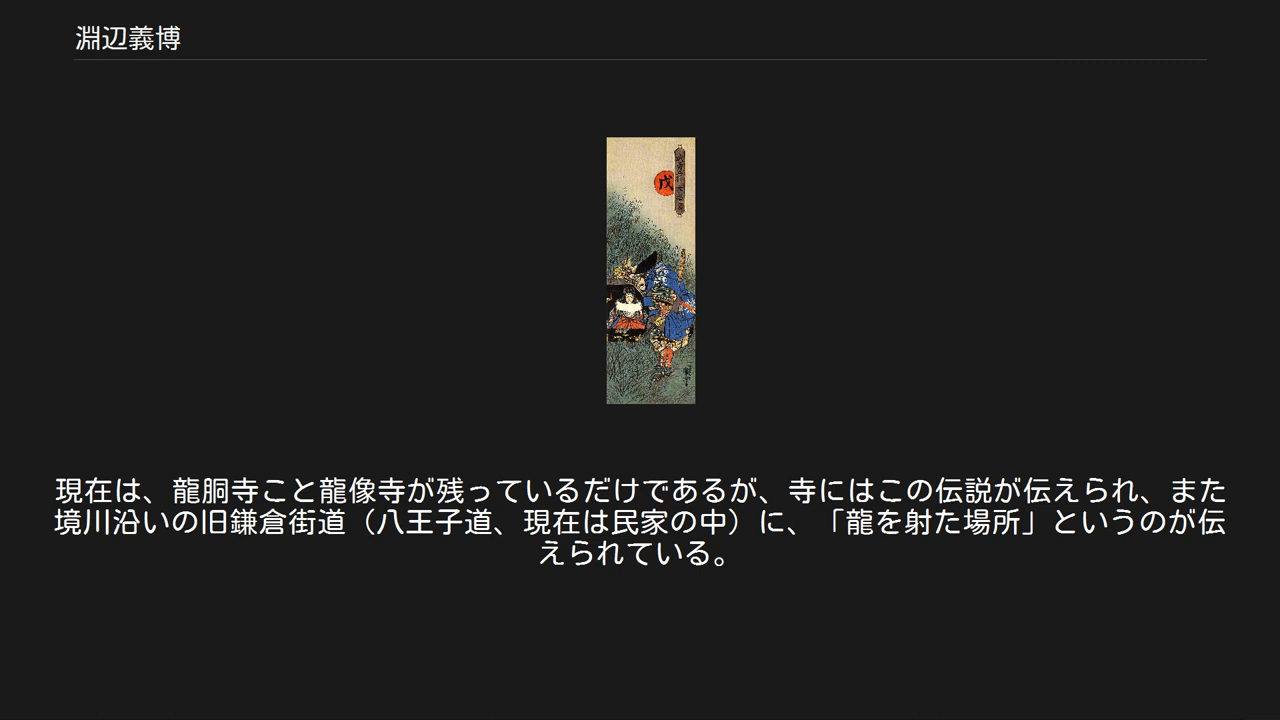 淵辺義博
戊
現在は、龍胴寺こと龍像寺が残っているだけであるが、寺にはこの伝説が伝えられ、また
境川沿いの旧鎌倉街道（八王子道、現在は民家の中）に、「龍を射た場所」というのが伝
えられている。